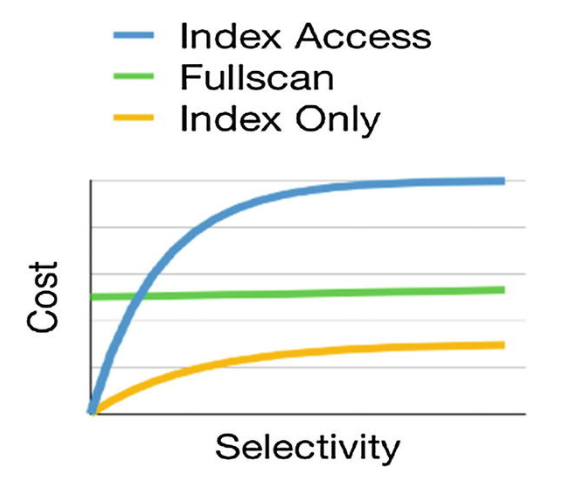 Index Access
Fullscan
Index Only
Cost
Selectivity